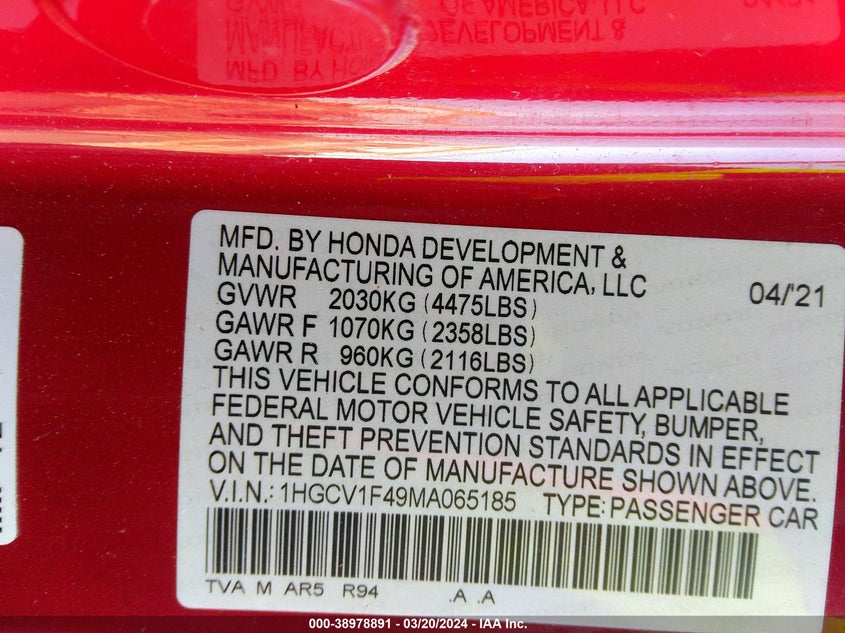 MFD. BY HONDA DEVELOPMENT &
MANUFACTURING OF AMERICA, LLC 04/'21
GVWR 2030KG (4475LBS)
GAWR F 1070KG (2358LBS)
GAWR R 960KG (2116LBS)
THIS VEHICLE CONFORMS TO ALL APPLICABLE
FEDERAL MOTOR VEHICLE SAFETY, BUMPER,
AND THEFT PREVENTION STANDARDS IN EFFECT
ON THE DATE OF MANUFACTURE SHOWN ABOVE.
V.I.N.: 1HGCV1F49MA065185 TYPE: PASSENGER CAR
TVA M AR5 R94 .A .A
000-38978891 - 03/20/2024 - IAA Inc.